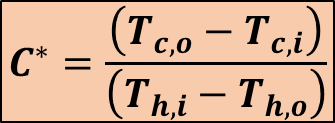 C* = (T_c,o − T_c,i) / (T_h,i − T_h,o)